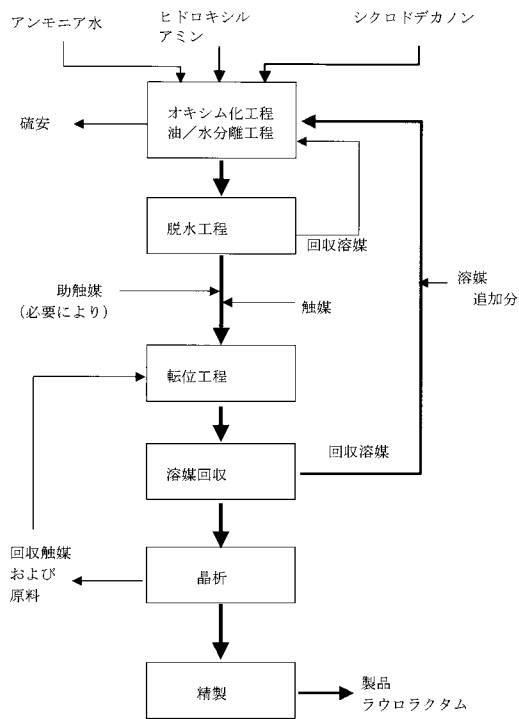 アンモニア水
ヒドロキシル
アミン
シクロドデカノン
オキシム化工程
油／水分離工程
硫安
脱水工程
回収溶媒
助触媒
（必要により）
触媒
溶媒
追加分
転位工程
溶媒回収
回収溶媒
回収触媒
および
原料
晶析
精製
製品
ラウロラクタム